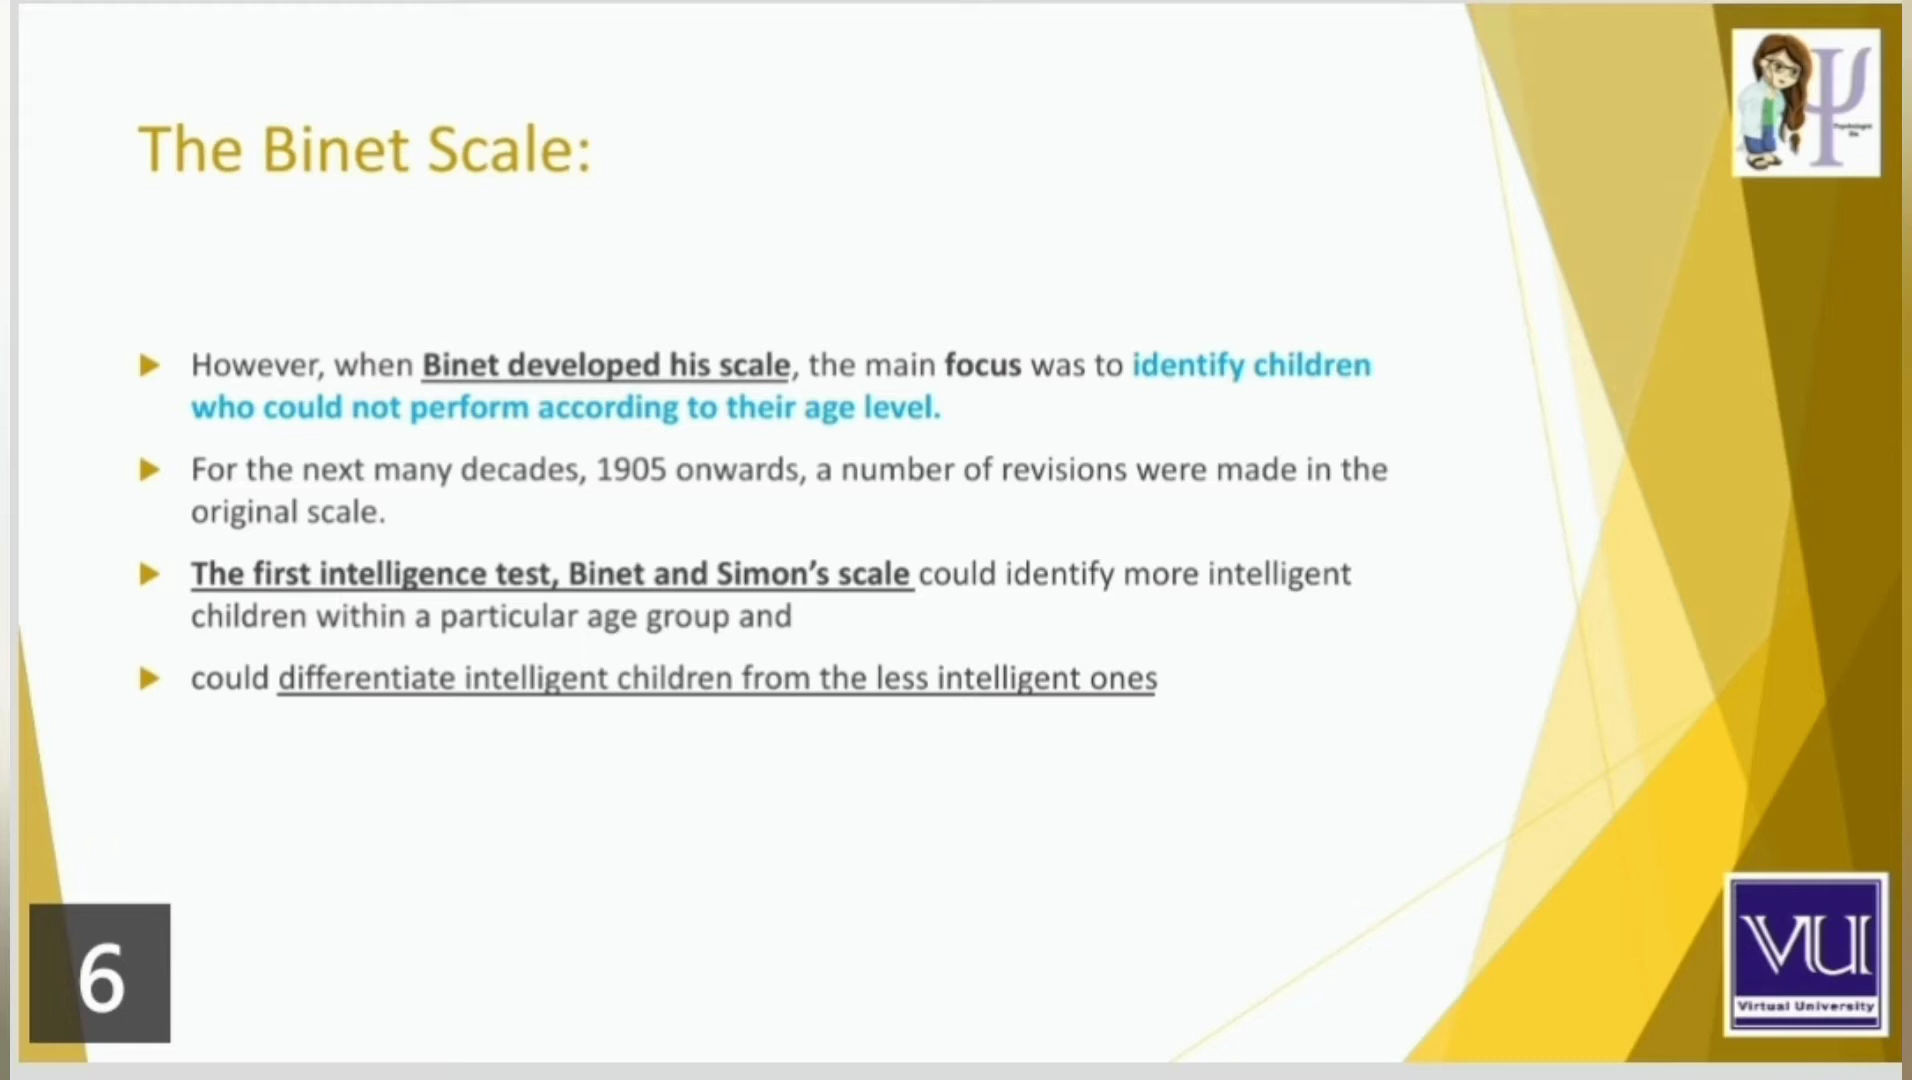 The Binet Scale:
However, when Binet developed his scale, the main focus was to identify children
who could not perform according to their age level.
For the next many decades, 1905 onwards, a number of revisions were made in the
original scale.
The first intelligence test, Binet and Simon’s scale could identify more intelligent
children within a particular age group and
could differentiate intelligent children from the less intelligent ones
6
VU
Virtual University